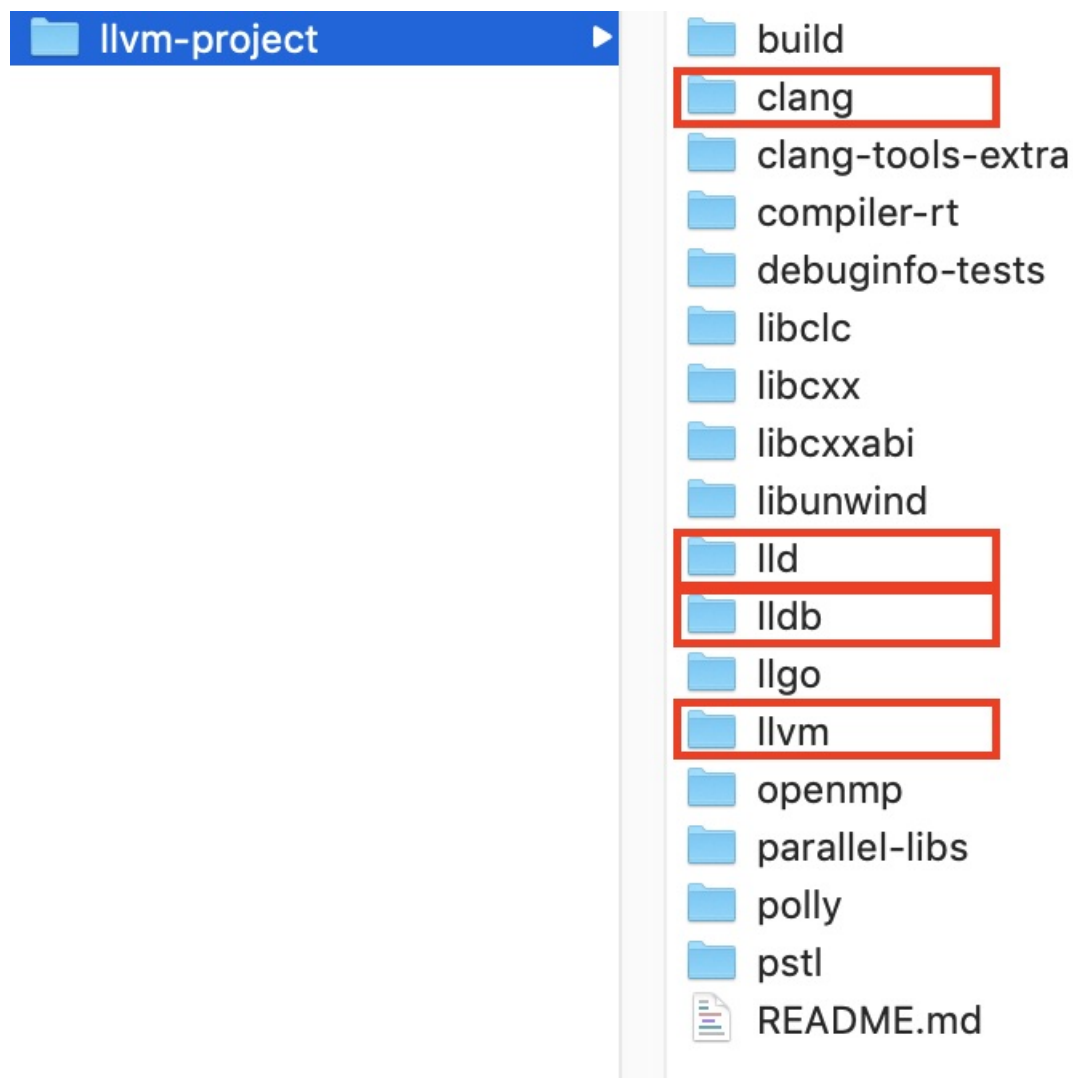 llvm-project
build
clang
clang-tools-extra
compiler-rt
debuginfo-tests
libclc
libcxx
libcxxabi
libunwind
lld
lldb
llgo
llvm
openmp
parallel-libs
polly
pstl
README.md